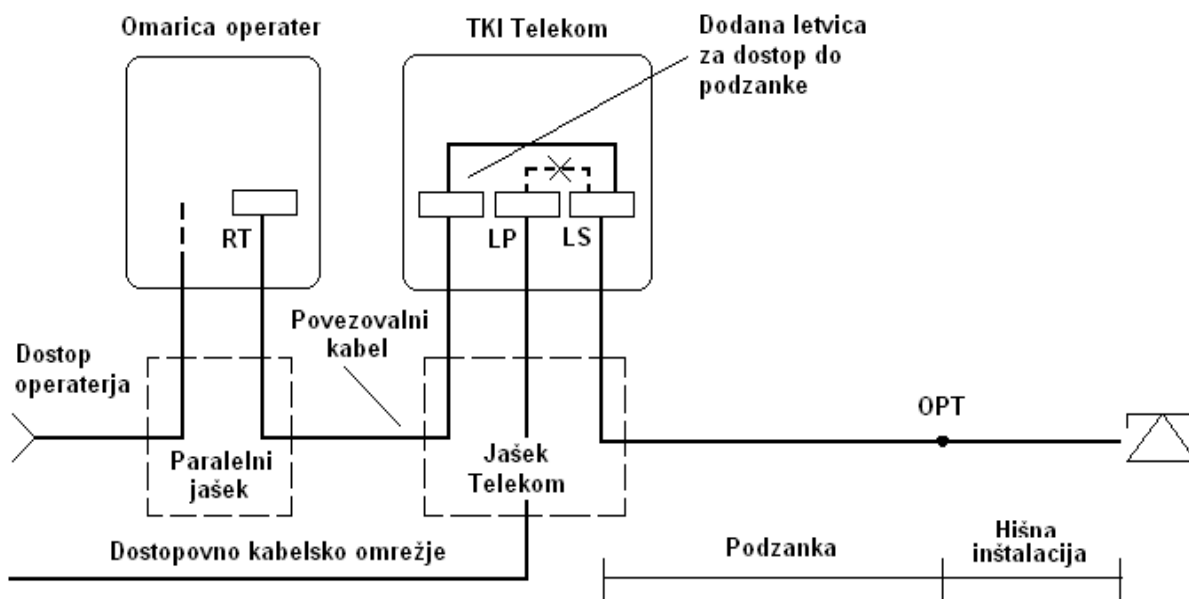 Omarica operater
TKI Telekom
Dodana letvica
za dostop do
podzanke
RT
LP
LS
Povezovalni
kabel
Dostop
operaterja
OPT
Paralelni
jašek
Jašek
Telekom
Dostopovno kabelsko omrežje
Podzanka
Hišna
inštalacija